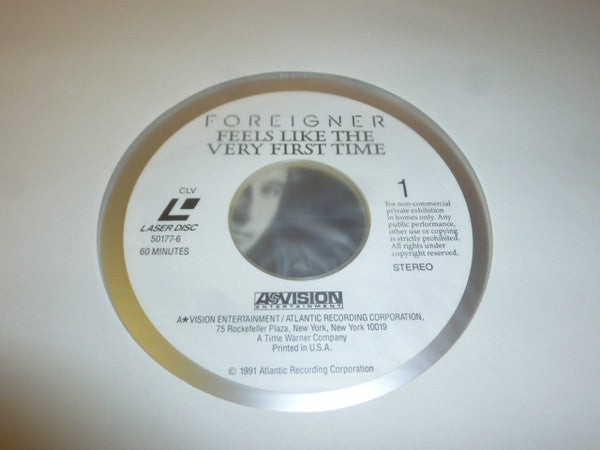 FOREIGNER
FEELS LIKE THE
VERY FIRST TIME
CLV
LASER DISC
50177-6
60 MINUTES
1
For non-commercial
private exhibition
in homes only. Any
public performance,
other use or copying
is strictly prohibited.
All rights under
copyright reserved.
STEREO
A★VISION
ENTERTAINMENT
A★VISION ENTERTAINMENT/ATLANTIC RECORDING CORPORATION,
75 Rockefeller Plaza, New York, New York 10019
A Time Warner Company
Printed in U.S.A.
© 1991 Atlantic Recording Corporation